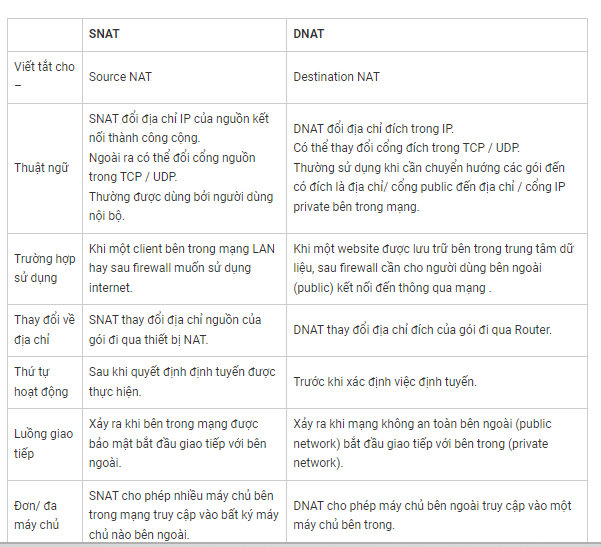 SNAT
DNAT
Viết tắt cho
–
Source NAT
Destination NAT
Thuật ngữ
SNAT đổi địa chỉ IP của nguồn kết
nối thành công cộng.
Ngoài ra có thể đổi cổng nguồn
trong TCP / UDP.
Thường được dùng bởi người dùng
nội bộ.
DNAT đổi địa chỉ đích trong IP.
Có thể thay đổi cổng đích trong TCP / UDP.
Thường sử dụng khi cần chuyển hướng các gói đến
có đích là địa chỉ/ cổng public đến địa chỉ / cổng IP
private bên trong mạng.
Trường hợp
sử dụng
Khi một client bên trong mạng LAN
hay sau firewall muốn sử dụng
internet.
Khi một website được lưu trữ bên trong trung tâm dữ
liệu, sau firewall cần cho người dùng bên ngoài
(public) kết nối đến thông qua mạng .
Thay đổi về
địa chỉ
SNAT thay đổi địa chỉ nguồn của
gói đi qua thiết bị NAT.
DNAT thay đổi địa chỉ đích của gói đi qua Router.
Thứ tự
hoạt động
Sau khi quyết định định tuyến được
thực hiện.
Trước khi xác định việc định tuyến.
Luồng giao
tiếp
Xảy ra khi bên trong mạng được
bảo mật bắt đầu giao tiếp với bên
ngoài.
Xảy ra khi mạng không an toàn bên ngoài (public
network) bắt đầu giao tiếp với bên trong (private
network).
Đơn/ đa
máy chủ
SNAT cho phép nhiều máy chủ bên
trong mạng truy cập vào bất kỳ máy
chủ nào bên ngoài.
DNAT cho phép máy chủ bên ngoài truy cập vào một
máy chủ bên trong.